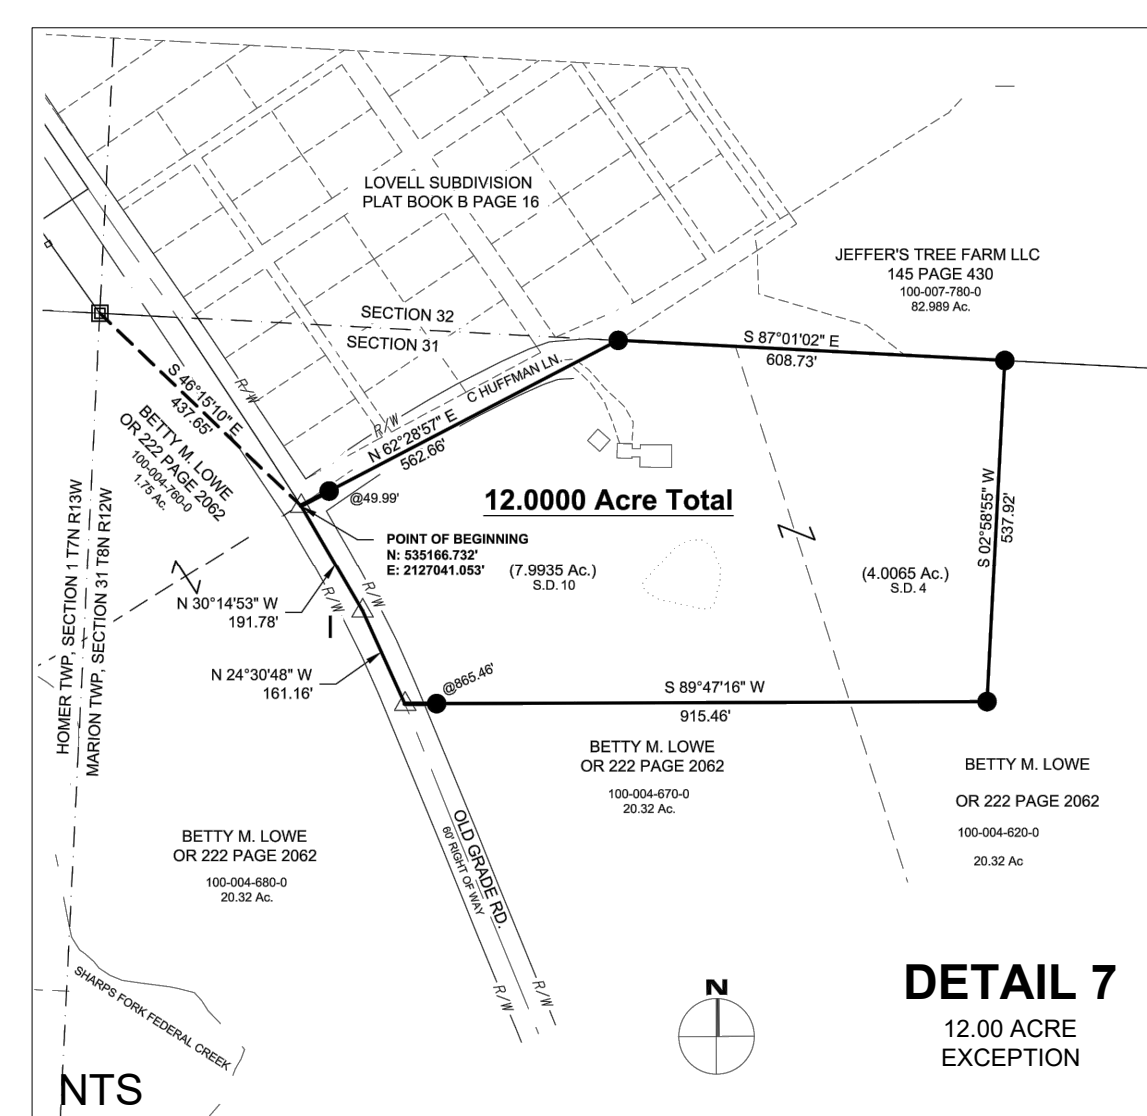 LOVELL SUBDIVISION
PLAT BOOK B PAGE 16
JEFFER'S TREE FARM LLC
145 PAGE 430
100-007-780-0
82.989 Ac.
SECTION 32
SECTION 31
S 87°01'02" E
608.73'
S 46°15'10" E
437.65'
R/W
C HUFFMAN LN.
R/W
N 62°28'57" E
562.66'
BETTY M. LOWE
OR 222 PAGE 2062
100-004-760-0
1.75 Ac.
@49.99'
12.0000 Acre Total
S 02°58'55" W
537.92'
POINT OF BEGINNING
N: 535166.732'
E: 2127041.053'
(7.9935 Ac.)
S.D. 10
(4.0065 Ac.)
S.D. 4
Z
Z
HOMER TWP, SECTION 1 T7N R13W
MARION TWP, SECTION 31 T8N R12W
N 30°14'53" W
191.78'
R/W
R/W
N 24°30'48" W
161.16'
@865.46'
S 89°47'16" W
915.46'
BETTY M. LOWE
OR 222 PAGE 2062
100-004-670-0
20.32 Ac.
BETTY M. LOWE
OR 222 PAGE 2062
100-004-620-0
20.32 Ac
BETTY M. LOWE
OR 222 PAGE 2062
100-004-680-0
20.32 Ac.
OLD GRADE RD.
60' RIGHT OF WAY
R/W
R/W
SHARPS FORK FEDERAL CREEK
N
DETAIL 7
12.00 ACRE
EXCEPTION
NTS